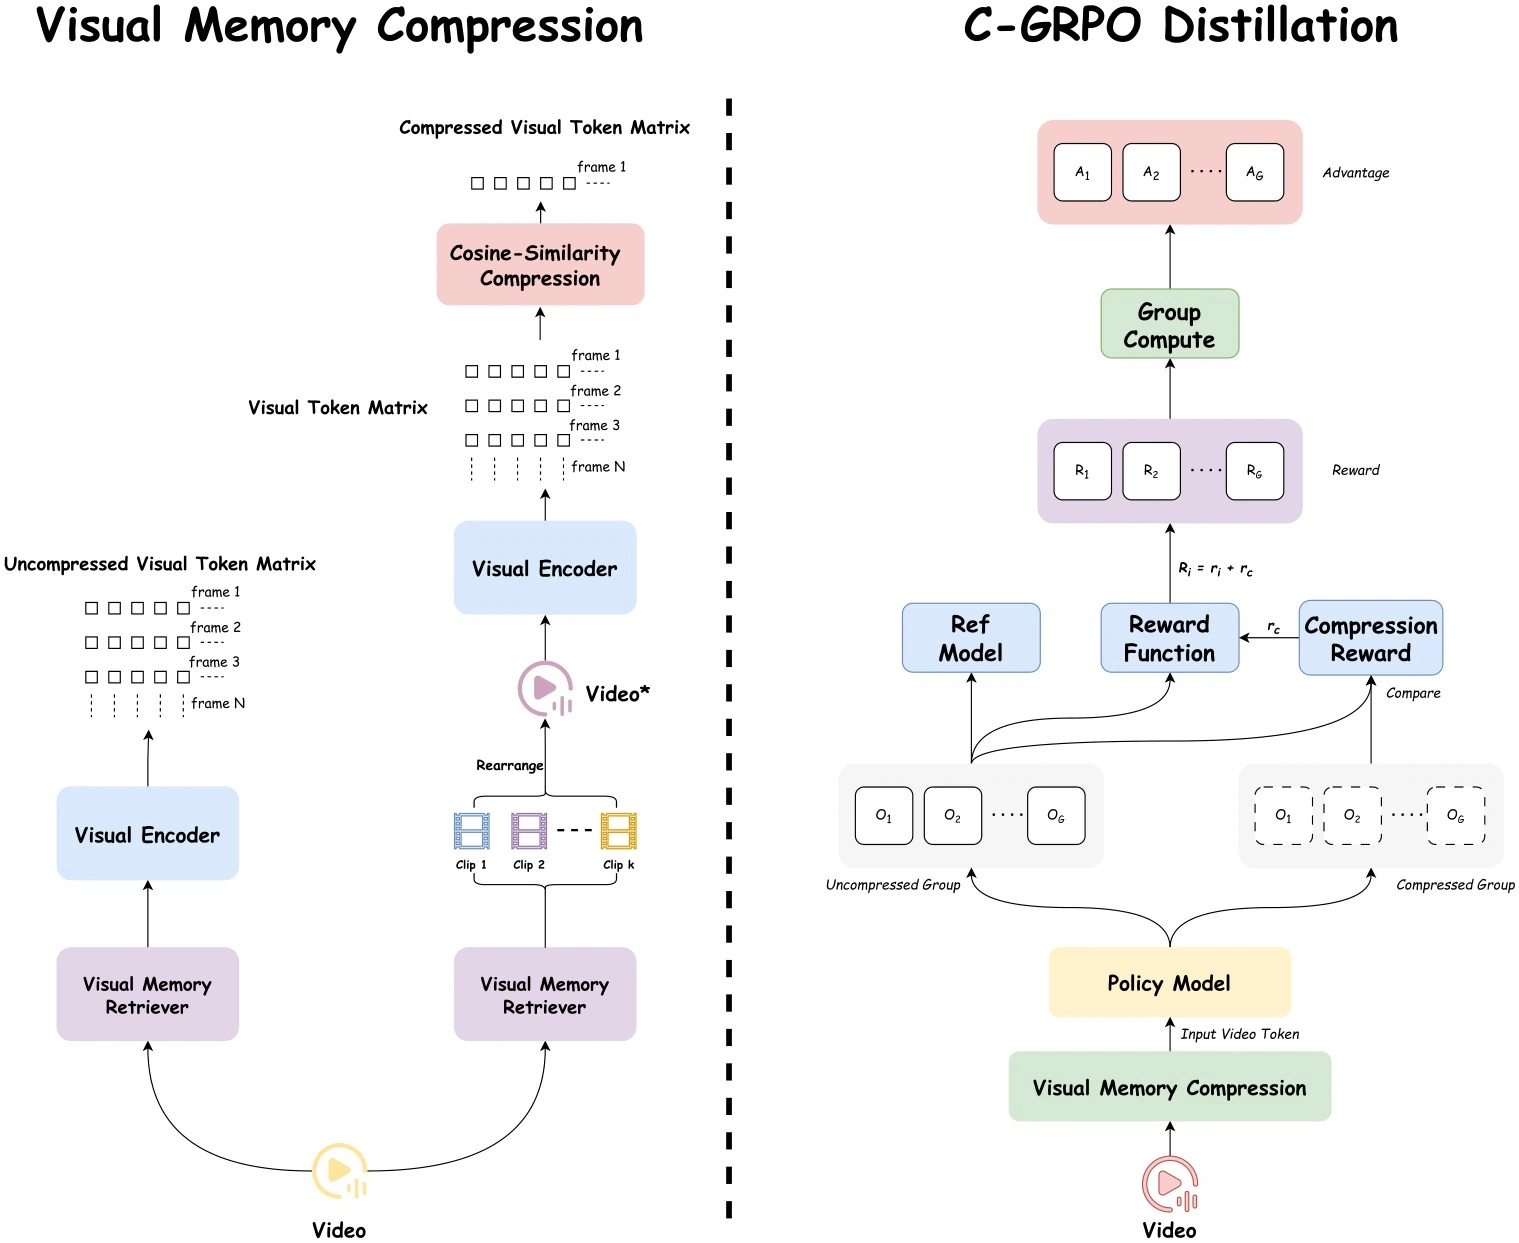 Visual Memory Compression
Compressed Visual Token Matrix
frame 1
Cosine-Similarity
Compression
frame 1
frame 2
Visual Token Matrix
frame 3
frame N
Visual Encoder
Uncompressed Visual Token Matrix
frame 1
frame 2
frame 3
frame N
Video*
Rearrange
Visual Encoder
Clip 1
Clip 2
Clip k
Visual Memory
Retriever
Visual Memory
Retriever
Video
C-GRPO Distillation
A1
A2
AG
Advantage
Group
Compute
R1
R2
RG
Reward
Ri = ri + rc
Ref
Model
Reward
Function
rc
Compression
Reward
Compare
O1
O2
OG
O1
O2
OG
Uncompressed Group
Compressed Group
Policy Model
Input Video Token
Visual Memory Compression
Video